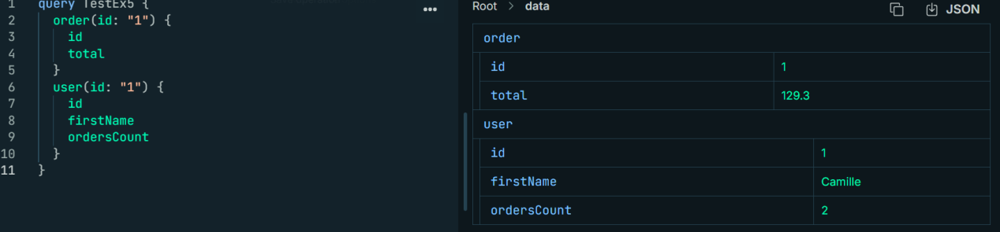 1 query TestEx5 {
2 order(id: "1") {
3 id
4 total
5 }
6 user(id: "1") {
7 id
8 firstName
9 ordersCount
10 }
11 }
•••
Root > data
JSON
order
id 1
total 129.3
user
id 1
firstName Camille
ordersCount 2